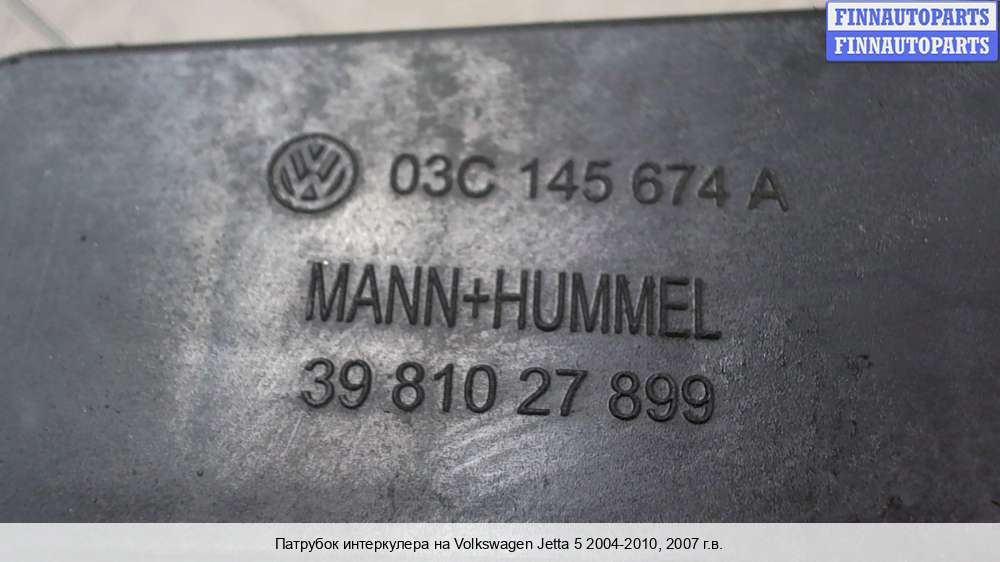 FINNAUTOPARTS
FINNAUTOPARTS
03C 145 674 A
MANN+HUMMEL
39 810 27 899
Патрубок интеркулера на Volkswagen Jetta 5 2004-2010, 2007 г.в.